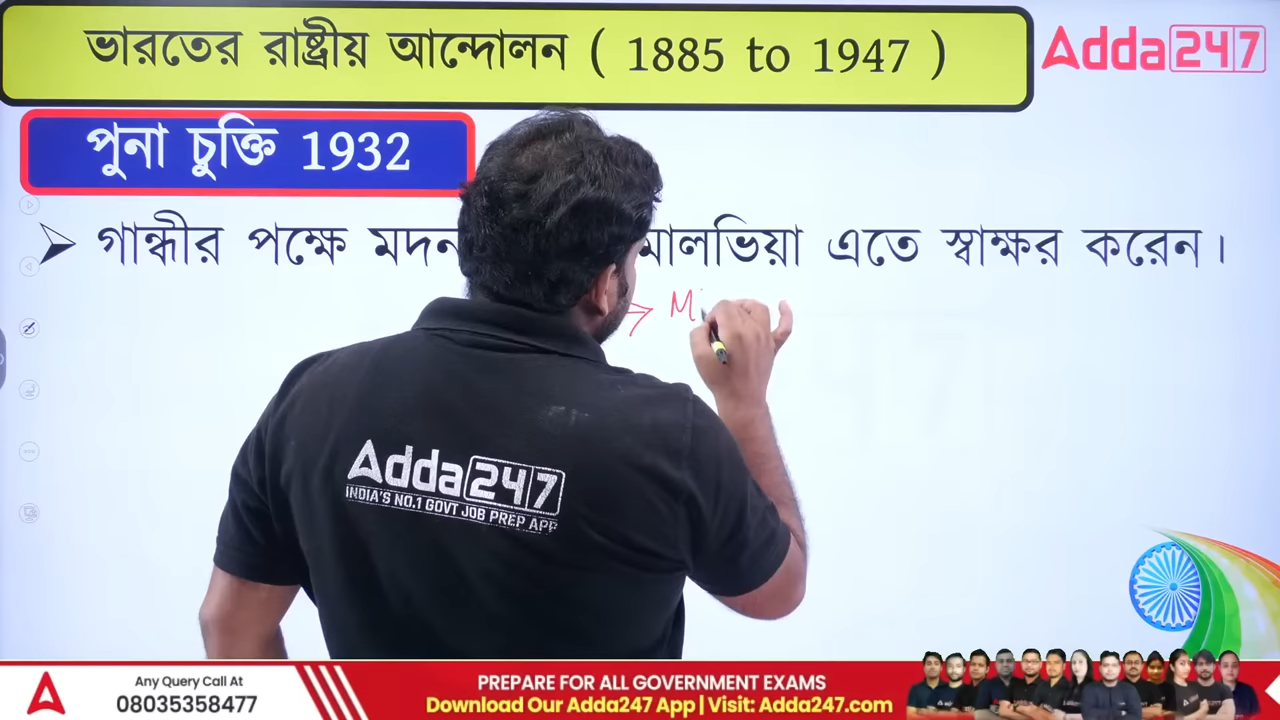 ভারতের রাষ্ট্রীয় আন্দোলন ( 1885 to 1947 )
Adda247
পুনা চুক্তি 1932
গান্ধীর পক্ষে মদন মালভিয়া এতে স্বাক্ষর করেন।
Adda247
INDIA'S NO.1 GOVT JOB PREP APP
Any Query Call At
08035358477
PREPARE FOR ALL GOVERNMENT EXAMS
Download Our Adda247 App | Visit: Adda247.com